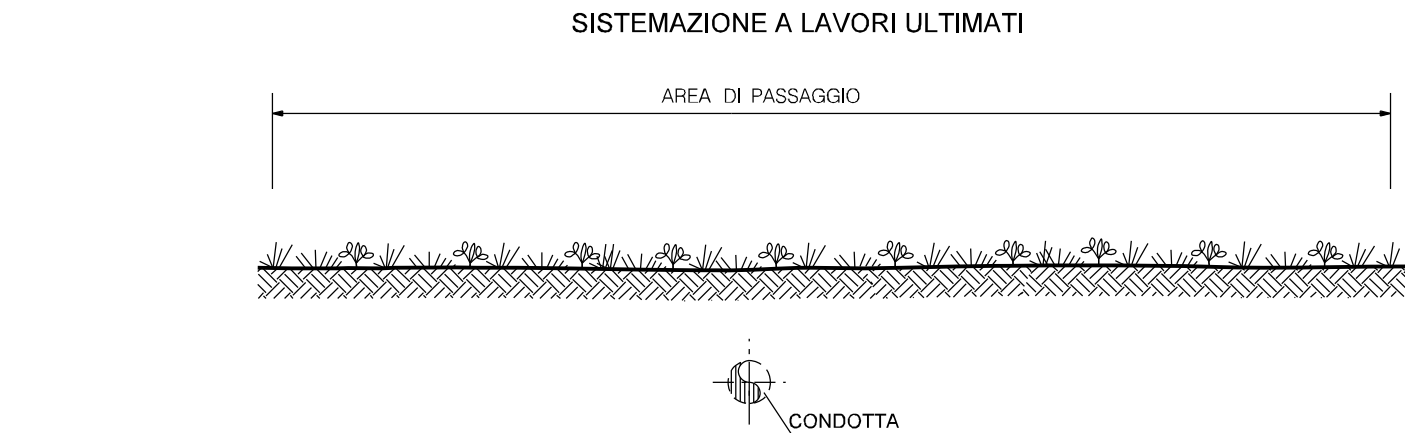 SISTEMAZIONE A LAVORI ULTIMATI
AREA DI PASSAGGIO
CONDOTTA